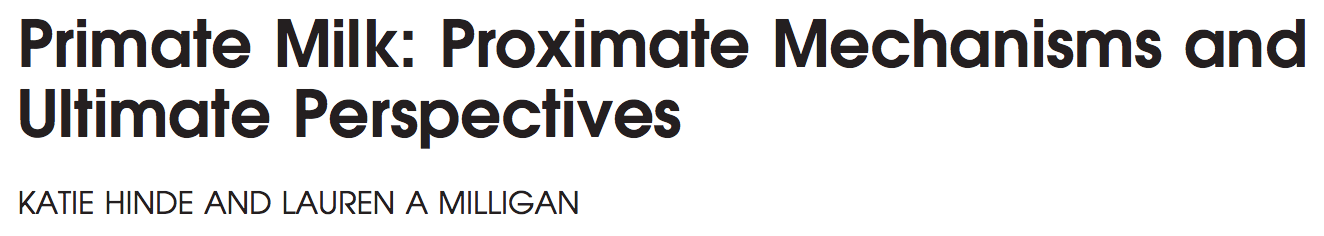 Primate Milk: Proximate Mechanisms and
Ultimate Perspectives
KATIE HINDE AND LAUREN A MILLIGAN